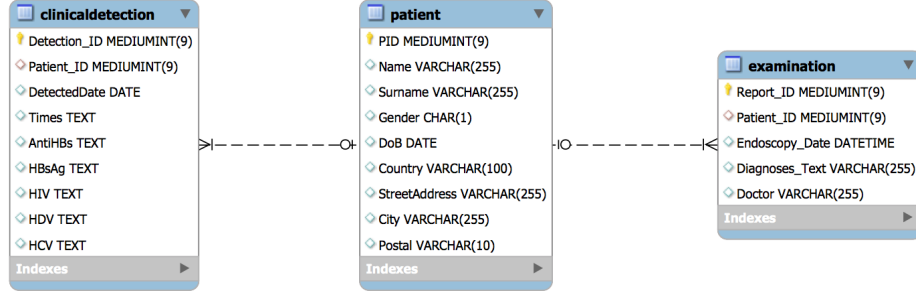 clinicaldetection
Detection_ID MEDIUMINT(9)
Patient_ID MEDIUMINT(9)
DetectedDate DATE
Times TEXT
AntiHBs TEXT
HBsAg TEXT
HIV TEXT
HDV TEXT
HCV TEXT
Indexes
patient
PID MEDIUMINT(9)
Name VARCHAR(255)
Surname VARCHAR(255)
Gender CHAR(1)
DoB DATE
Country VARCHAR(100)
StreetAddress VARCHAR(255)
City VARCHAR(255)
Postal VARCHAR(10)
Indexes
examination
Report_ID MEDIUMINT(9)
Patient_ID MEDIUMINT(9)
Endoscopy_Date DATETIME
Diagnoses_Text VARCHAR(255)
Doctor VARCHAR(255)
Indexes